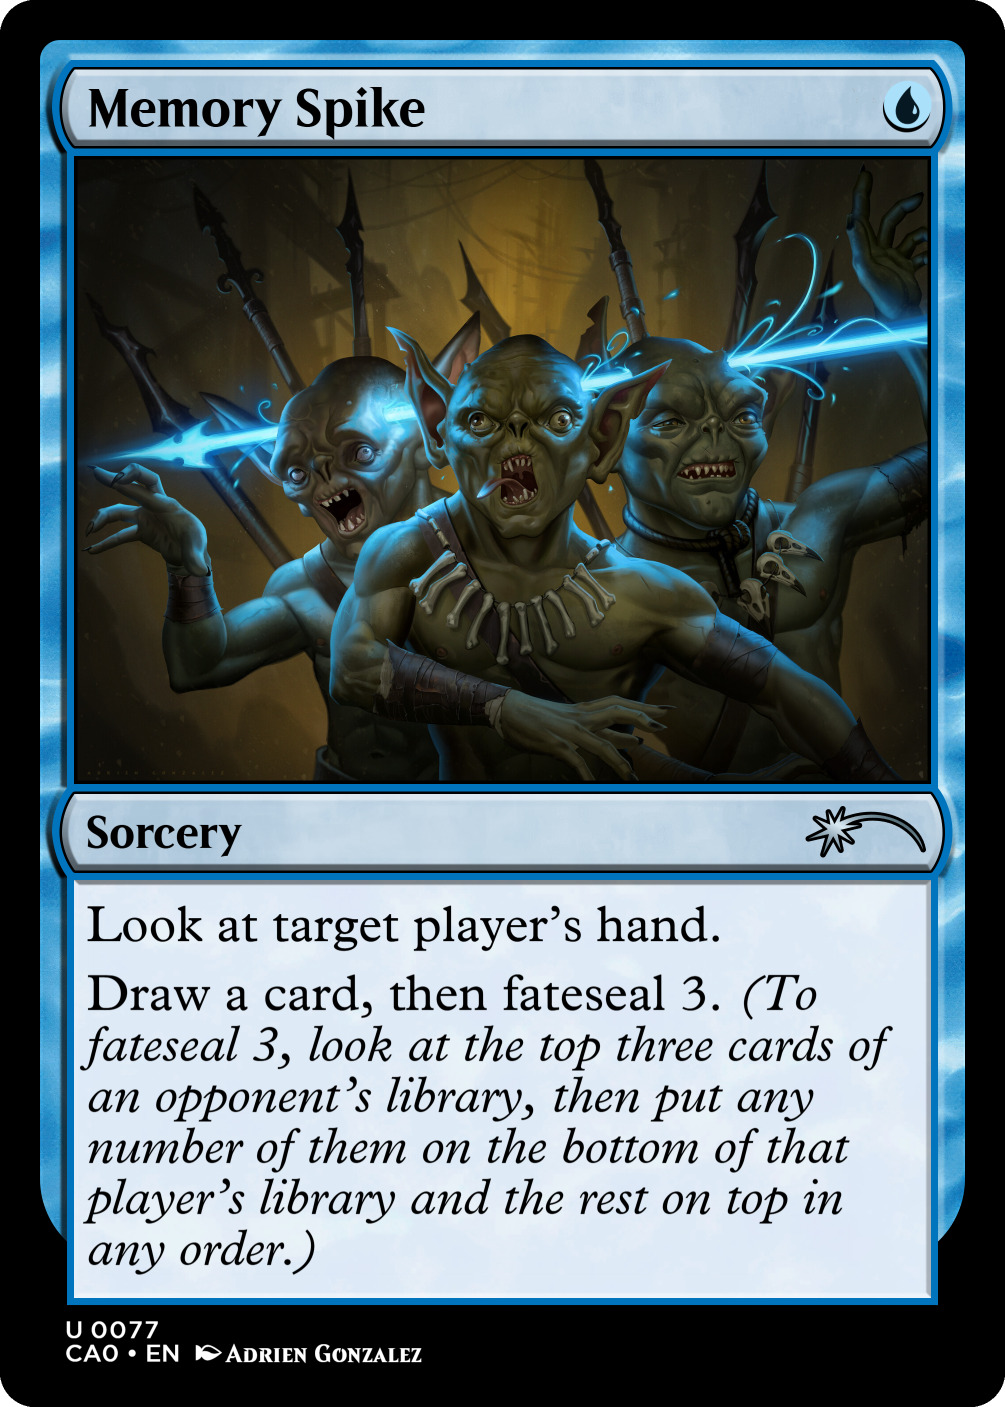 Memory Spike
Sorcery
Look at target player's hand.
Draw a card, then fateseal 3. (To
fateseal 3, look at the top three cards of
an opponent's library, then put any
number of them on the bottom of that
player's library and the rest on top in
any order.)
U 0077
CAO • EN ADRIEN GONZALEZ